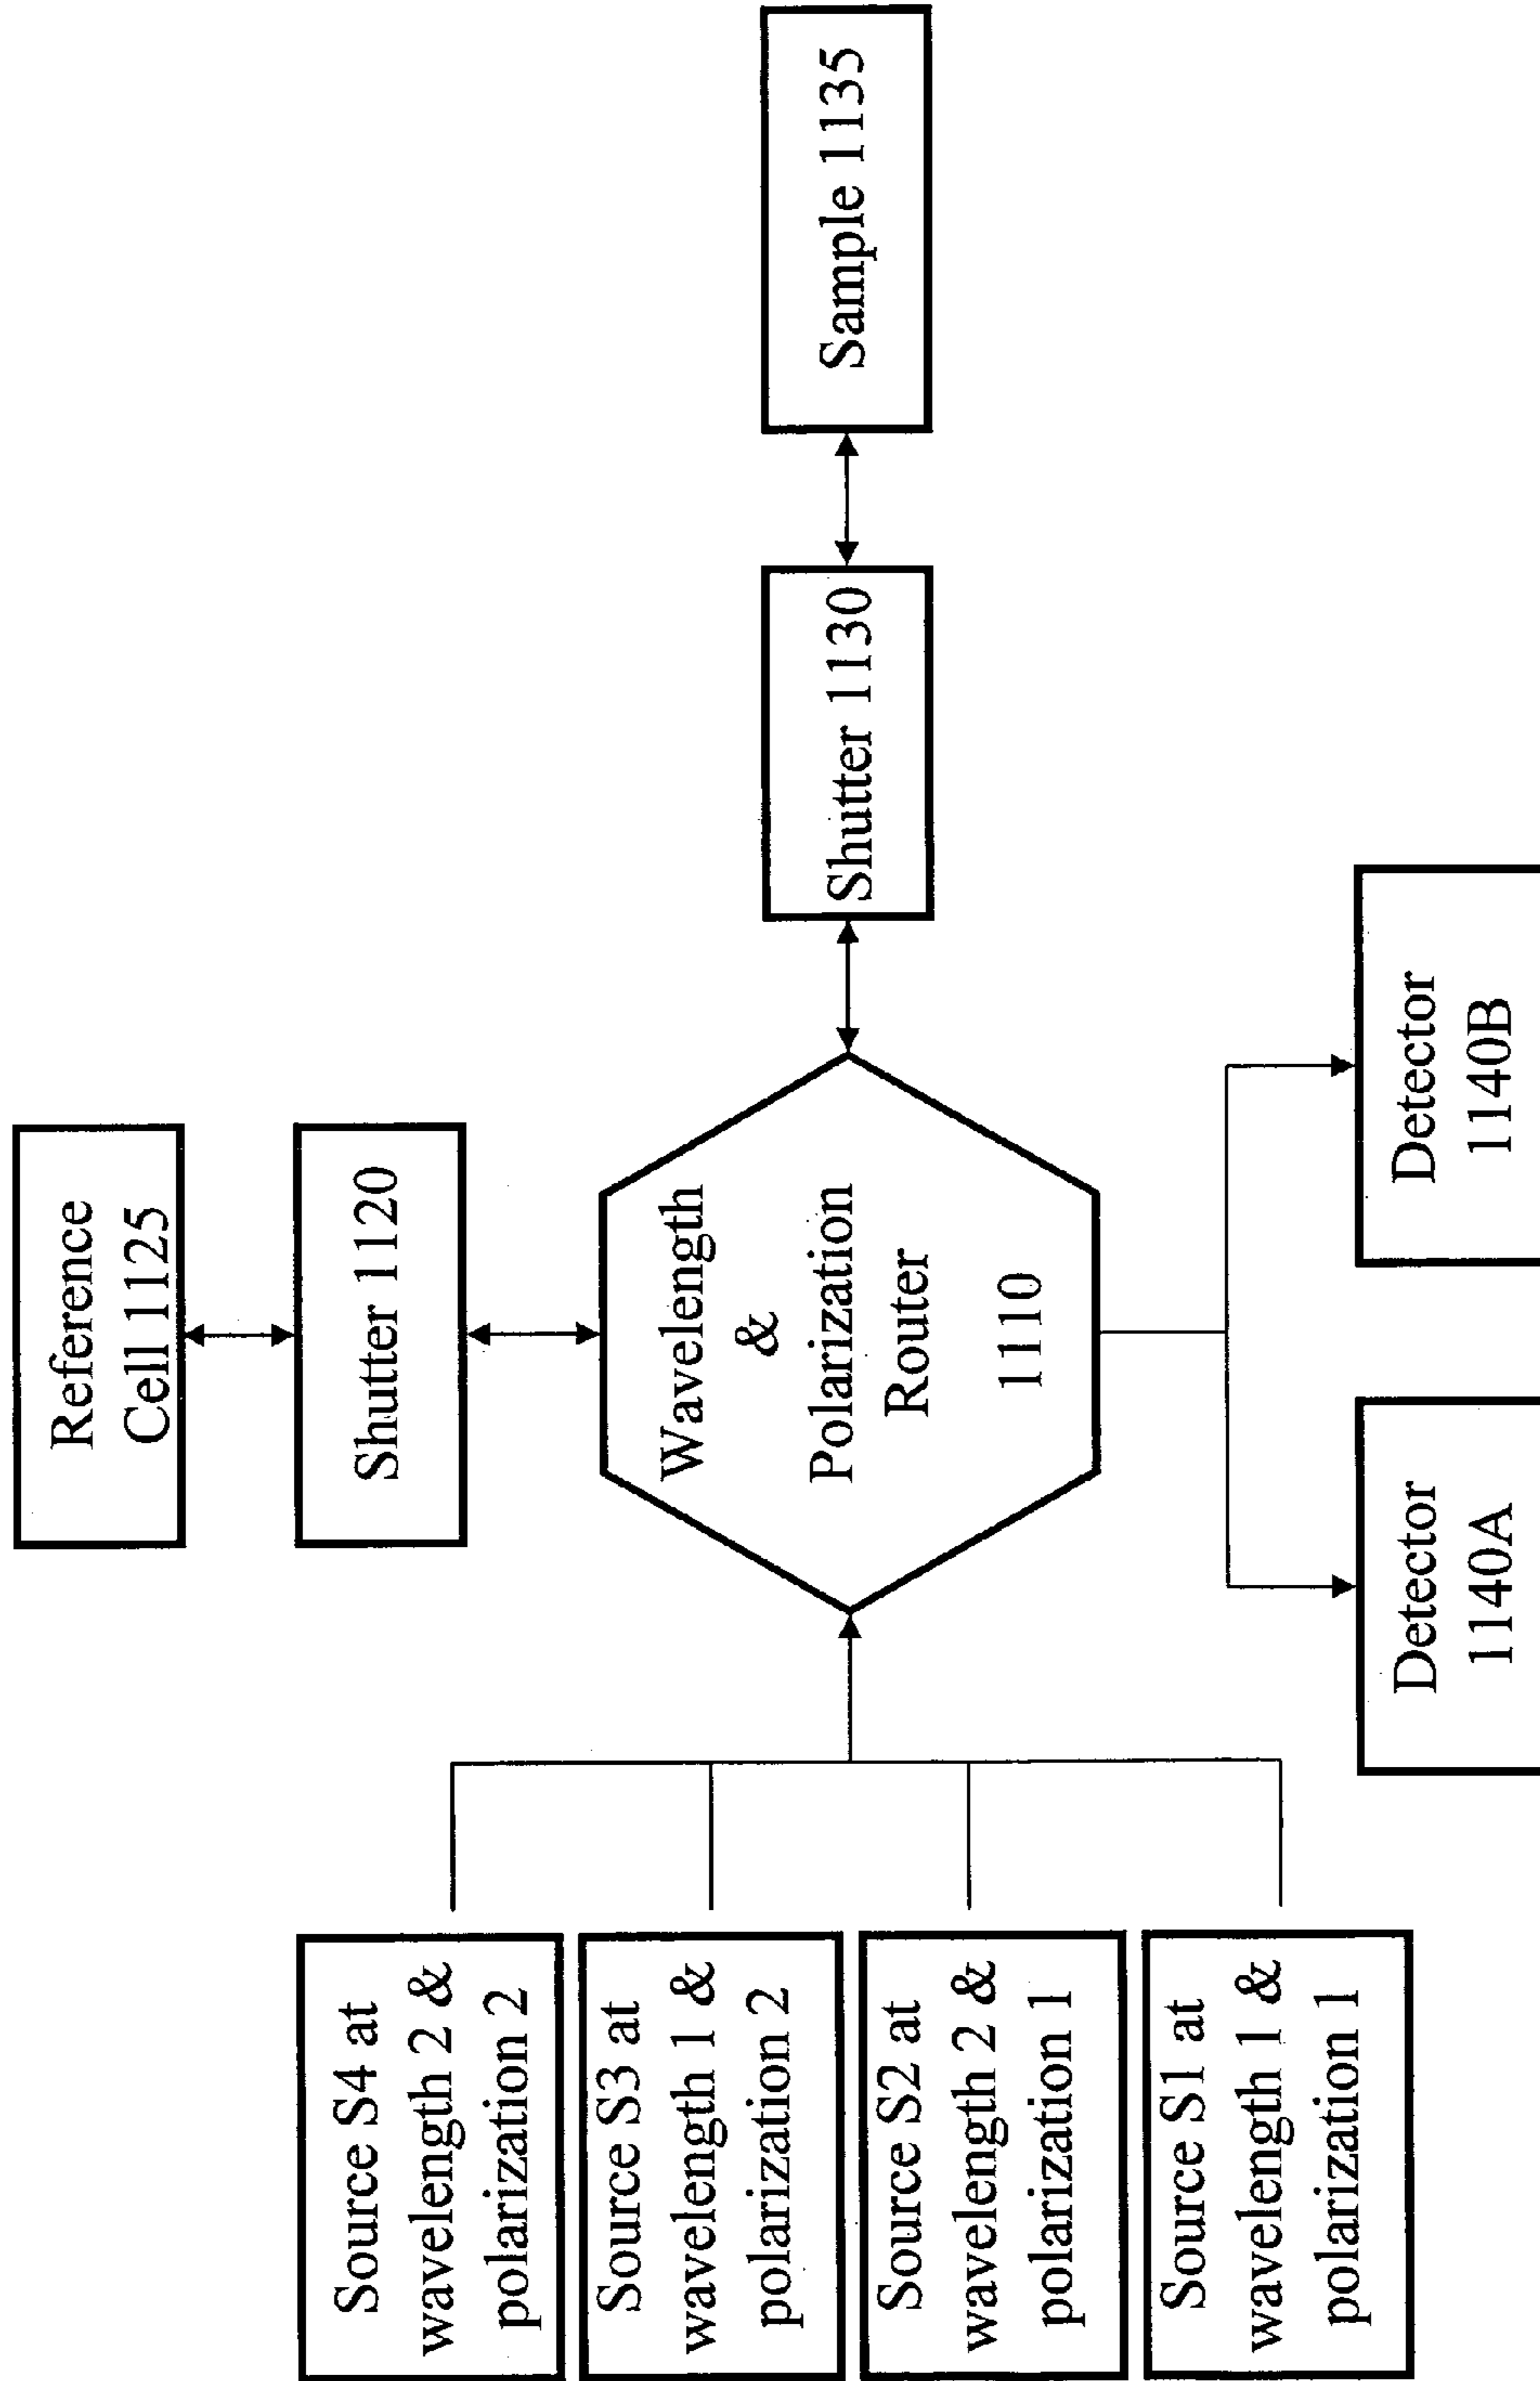 Reference
Cell 1125
Shutter 1120
Source S4 at
wavelength 2 &
polarization 2
Source S3 at
wavelength 1 &
polarization 2
Source S2 at
wavelength 2 &
polarization 1
Source S1 at
wavelength 1 &
polarization 1
Wavelength
&
Polarization
Router
1110
Shutter 1130
Sample 1135
Detector
1140A
Detector
1140B